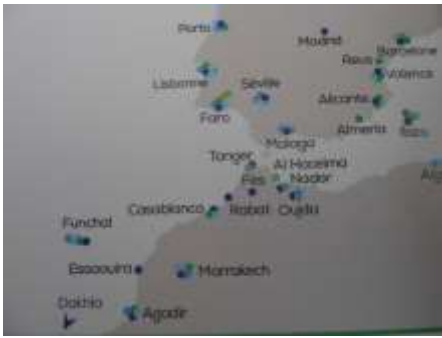 Porto
Madrid
Barcelone
Reus
Valence
Lisbonne
Séville
Alicante
Faro
Almeria
Ibiza
Malaga
Tanger
Al Hoceima
Alg
Fès
Nador
Casablanca
Rabat
Oujda
Funchal
Essaouira
Marrakech
Dakhla
Agadir